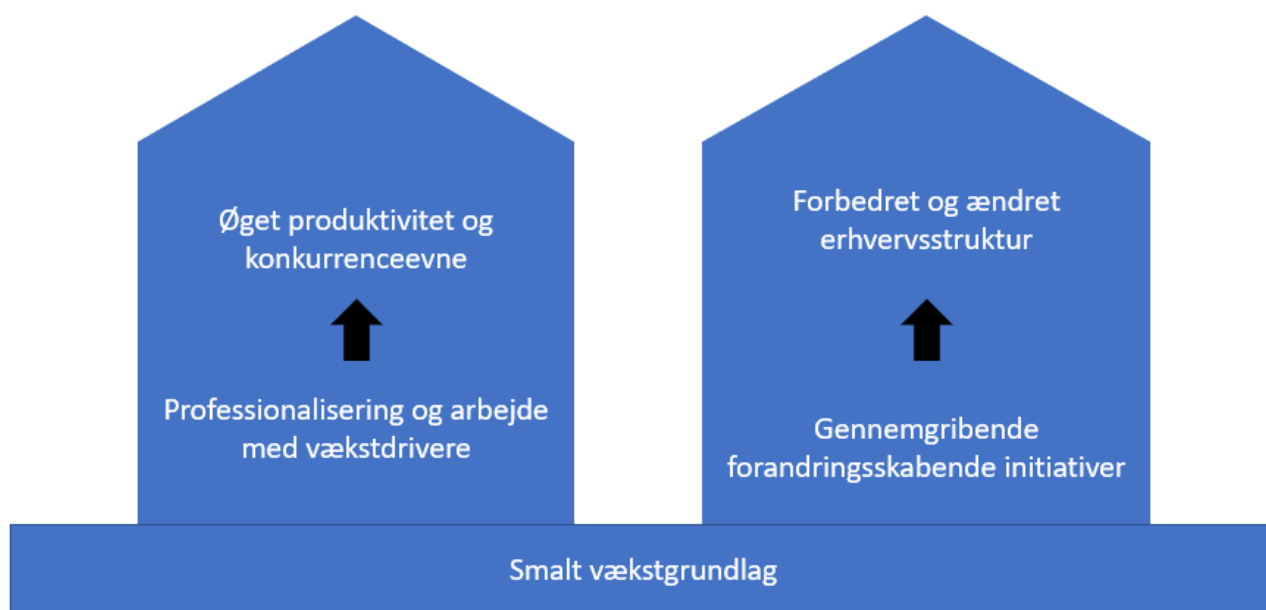 Øget produktivitet og
konkurrenceevne
Professionalisering og arbejde
med vækstdrivere
Forbedret og ændret
erhvervsstruktur
Gennemgribende
forandringsskabende initiativer
Smalt vækstgrundlag